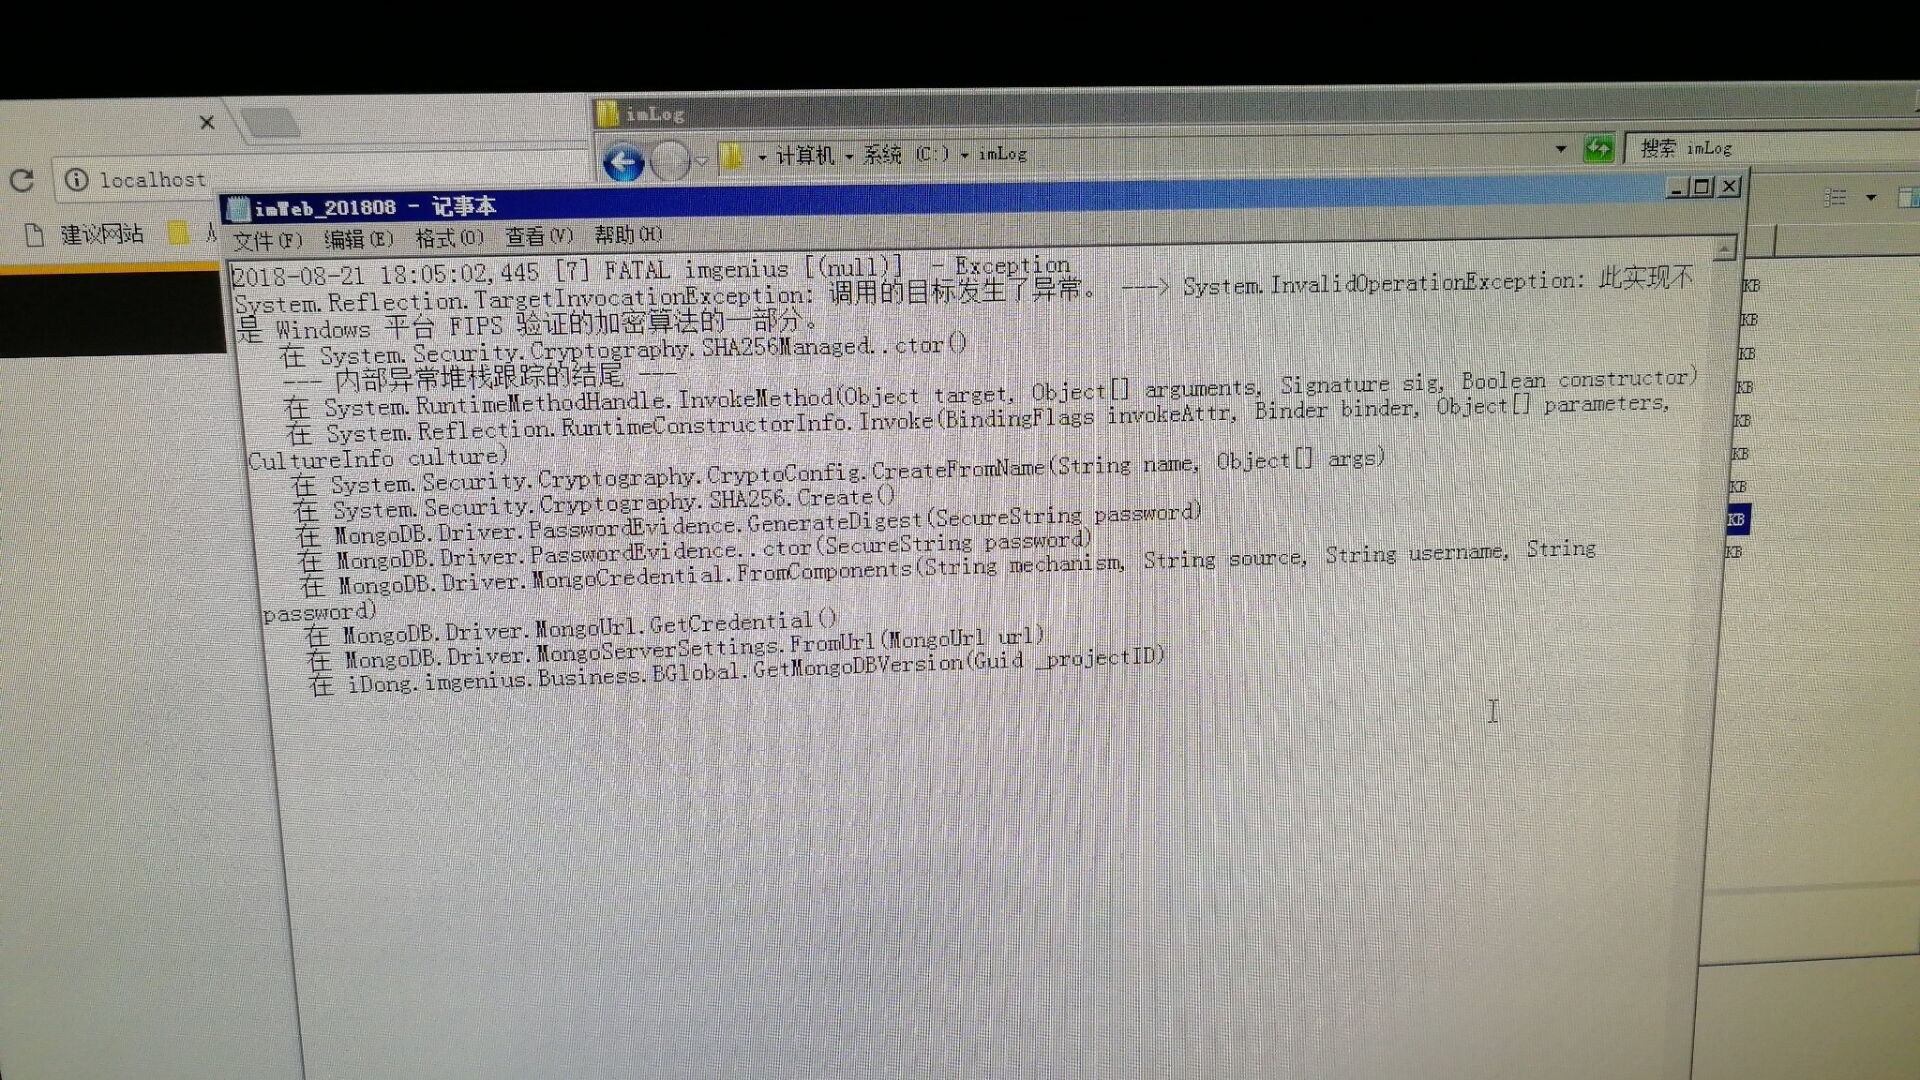 imLog
计算机 系统 (C:) imLog
搜索 imLog
localhost
建议网站
imWeb_201808 - 记事本
文件(F) 编辑(E) 格式(O) 查看(V) 帮助(H)
2018-08-21 18:05:02,445 [7] FATAL imgenius [(null)] - Exception
System.Reflection.TargetInvocationException: 调用的目标发生了异常。 ---> System.InvalidOperationException: 此实现不
是 Windows 平台 FIPS 验证的加密算法的一部分。
在 System.Security.Cryptography.SHA256Managed..ctor()
--- 内部异常堆栈跟踪的结尾 ---
在 System.RuntimeMethodHandle.InvokeMethod(Object target, Object[] arguments, Signature sig, Boolean constructor)
在 System.Reflection.RuntimeConstructorInfo.Invoke(BindingFlags invokeAttr, Binder binder, Object[] parameters,
CultureInfo culture)
在 System.Security.Cryptography.CryptoConfig.CreateFromName(String name, Object[] args)
在 System.Security.Cryptography.SHA256.Create()
在 MongoDB.Driver.PasswordEvidence.GenerateDigest(SecureString password)
在 MongoDB.Driver.PasswordEvidence..ctor(SecureString password)
在 MongoDB.Driver.MongoCredential.FromComponents(String mechanism, String source, String username, String
password)
在 MongoDB.Driver.MongoUrl.GetCredential()
在 MongoDB.Driver.MongoServerSettings.FromUrl(MongoUrl url)
在 iDong.imgenius.Business.BGlobal.GetMongoDBVersion(Guid _projectID)
KB
KB
KB
KB
KB
KB
KB
KB
KB